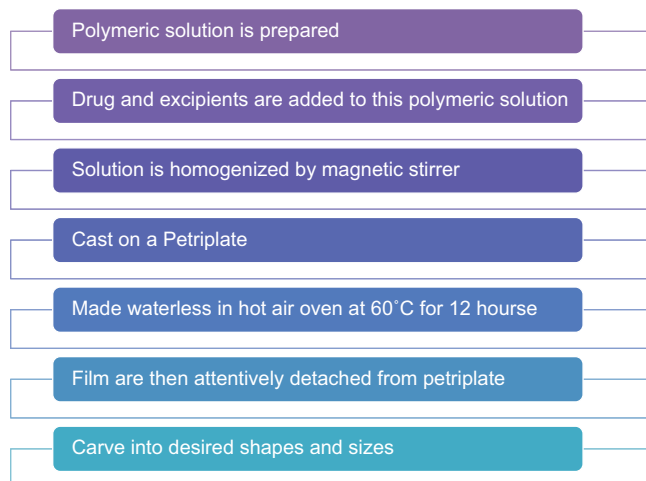 Polymeric solution is prepared
Drug and excipients are added to this polymeric solution
Solution is homogenized by magnetic stirrer
Cast on a Petriplate
Made waterless in hot air oven at 60˚C for 12 hourse
Film are then attentively detached from petriplate
Carve into desired shapes and sizes